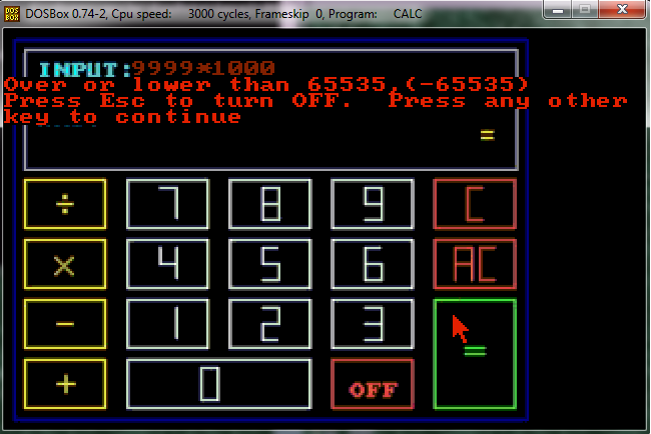 DOS BOX DOSBox 0.74-2, Cpu speed: 3000 cycles, Frameskip 0, Program: CALC
INPUT:9999*1000
Over or lower than 65535,(-65535)
Press Esc to turn OFF. Press any other
key to continue
=
÷ 7 8 9 C
× 4 5 6 AC
- 1 2 3 =
+ 0 OFF